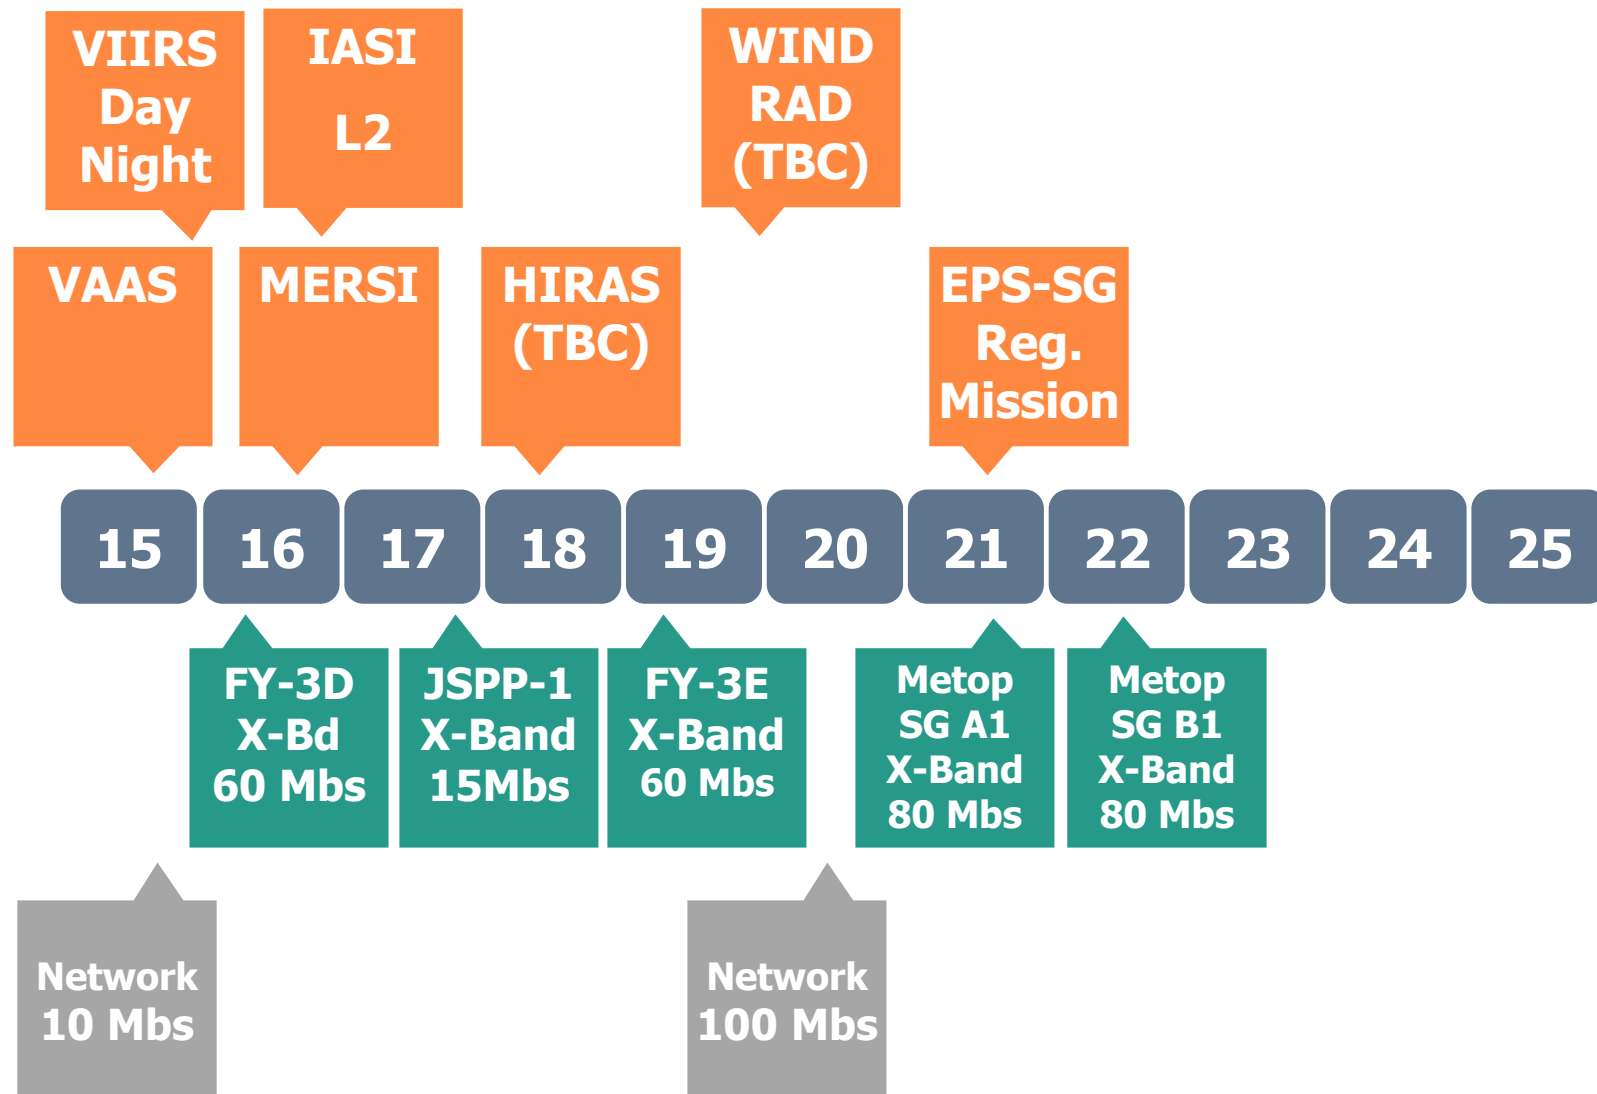 VIIRS
Day
Night
IASI
L2
WIND
RAD
(TBC)
VAAS
MERSI
HIRAS
(TBC)
EPS-SG
Reg.
Mission
15
16
17
18
19
20
21
22
23
24
25
FY-3D
X-Bd
60 Mbs
JSPP-1
X-Band
15Mbs
FY-3E
X-Band
60 Mbs
Metop
SG A1
X-Band
80 Mbs
Metop
SG B1
X-Band
80 Mbs
Network
10 Mbs
Network
100 Mbs